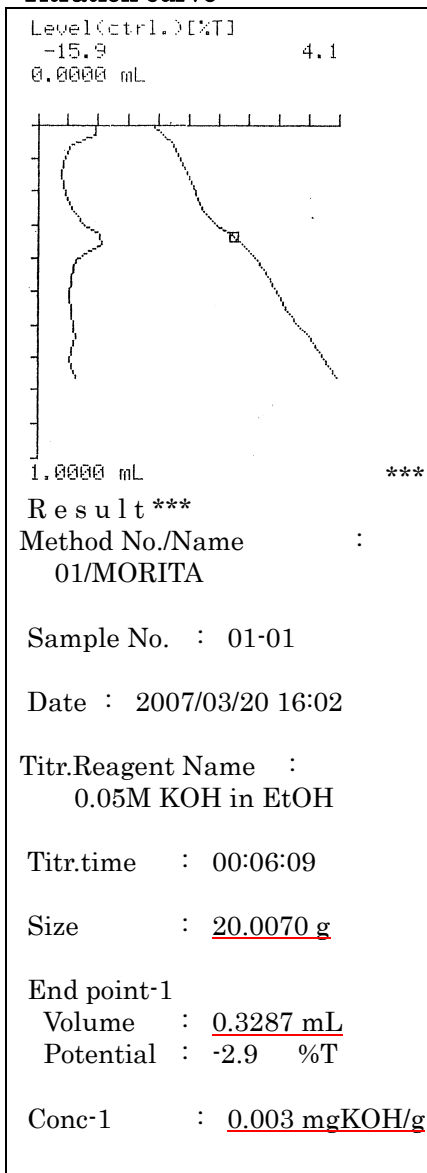 Titration curve
Level(ctrl.)[%T]
-15.9 4.1
0.0000 mL
1.0000 mL ***
R e s u l t ***
Method No./Name :
01/MORITA
Sample No. : 01-01
Date : 2007/03/20 16:02
Titr.Reagent Name :
0.05M KOH in EtOH
Titr.time : 00:06:09
Size : 20.0070 g
End point-1
Volume : 0.3287 mL
Potential : -2.9 %T
Conc-1 : 0.003 mgKOH/g